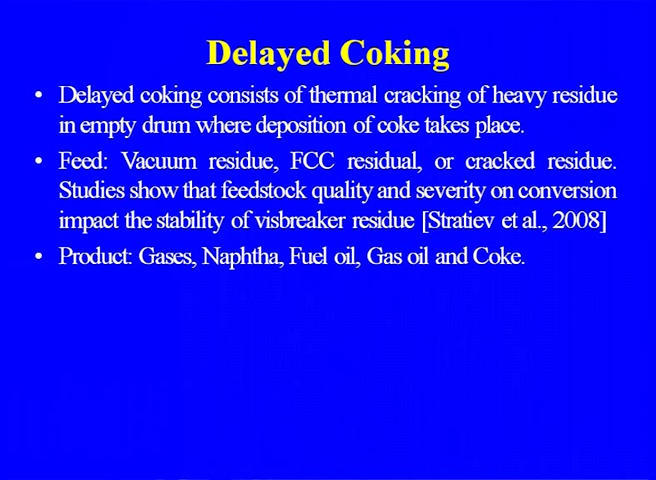 Delayed Coking
• Delayed coking consists of thermal cracking of heavy residue
in empty drum where deposition of coke takes place.
• Feed: Vacuum residue, FCC residual, or cracked residue.
Studies show that feedstock quality and severity on conversion
impact the stability of visbreaker residue [Stratiev et al., 2008]
• Product: Gases, Naphtha, Fuel oil, Gas oil and Coke.